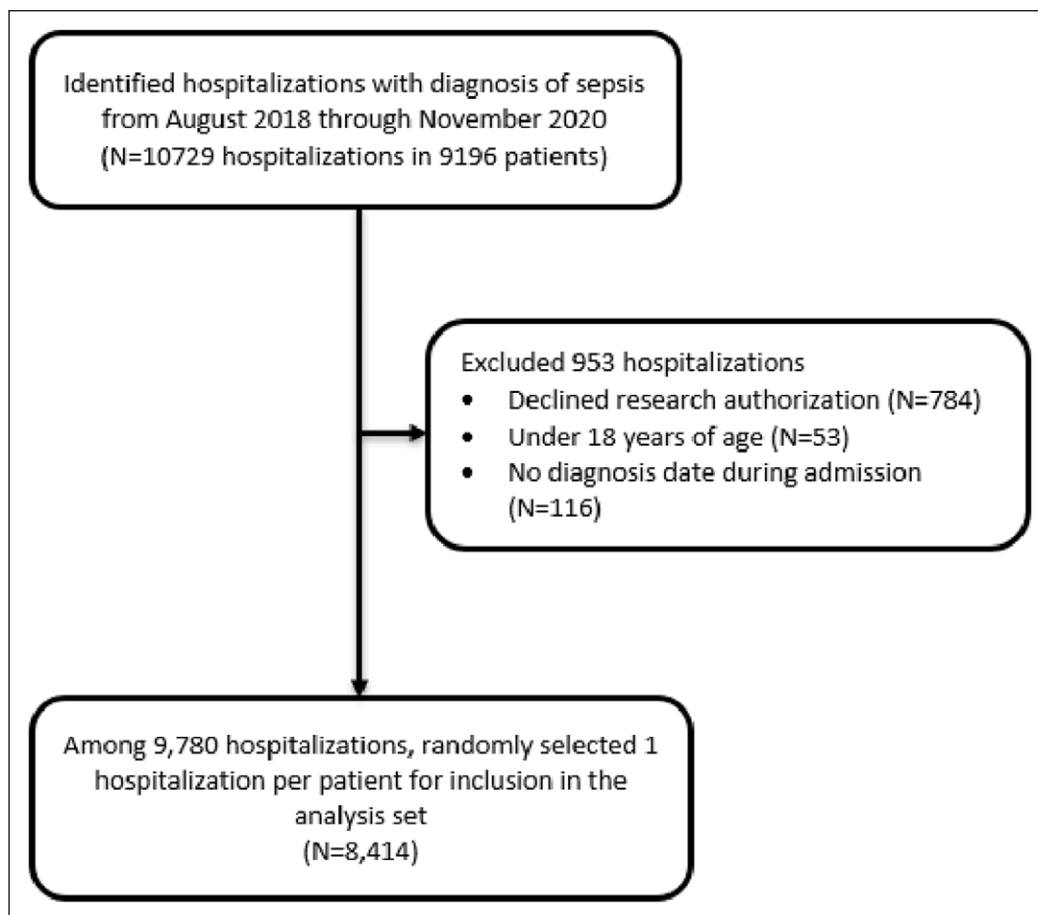 Identified hospitalizations with diagnosis of sepsis
from August 2018 through November 2020
(N=10729 hospitalizations in 9196 patients)
Excluded 953 hospitalizations
• Declined research authorization (N=784)
• Under 18 years of age (N=53)
• No diagnosis date during admission
(N=116)
Among 9,780 hospitalizations, randomly selected 1
hospitalization per patient for inclusion in the
analysis set
(N=8,414)